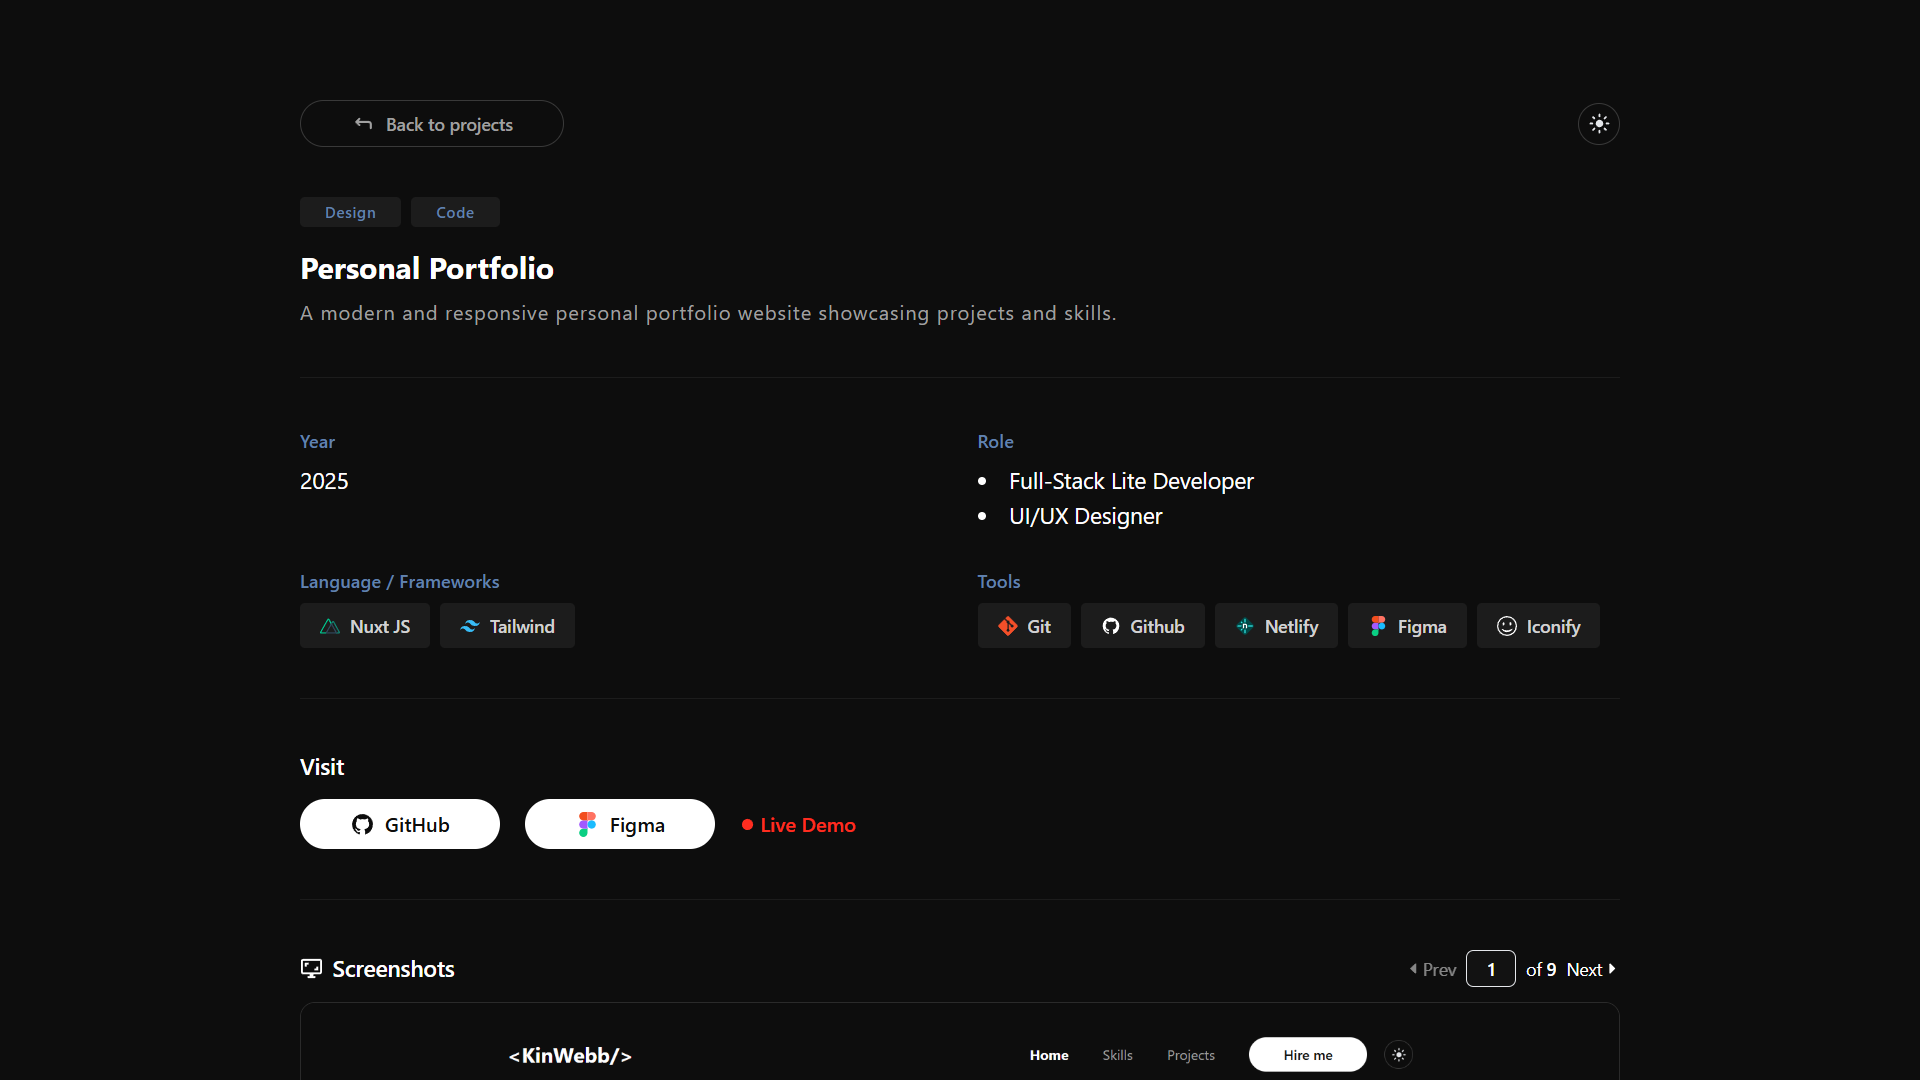 Back to projects
Design Code
Personal Portfolio
A modern and responsive personal portfolio website showcasing projects and skills.
Year
2025
Role
• Full-Stack Lite Developer
• UI/UX Designer
Language / Frameworks
Nuxt JS Tailwind
Tools
Git Github Netlify Figma Iconify
Visit
GitHub Figma Live Demo
Screenshots
Prev 1 of 9 Next
<KinWebb/> Home Skills Projects Hire me